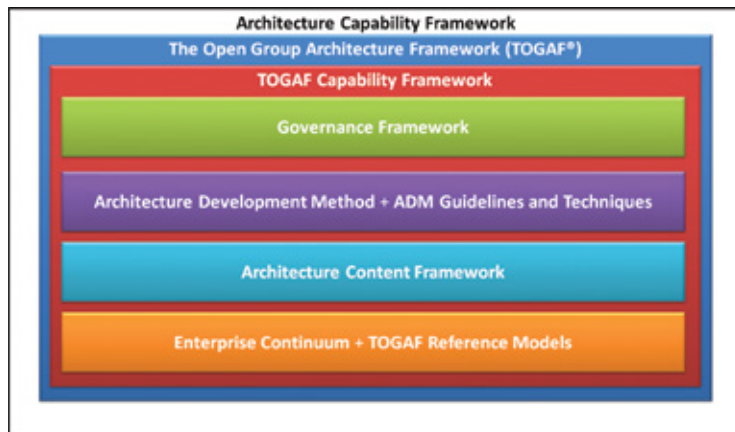 Architecture Capability Framework
The Open Group Architecture Framework (TOGAF®)
TOGAF Capability Framework
Governance Framework
Architecture Development Method + ADM Guidelines and Techniques
Architecture Content Framework
Enterprise Continuum + TOGAF Reference Models